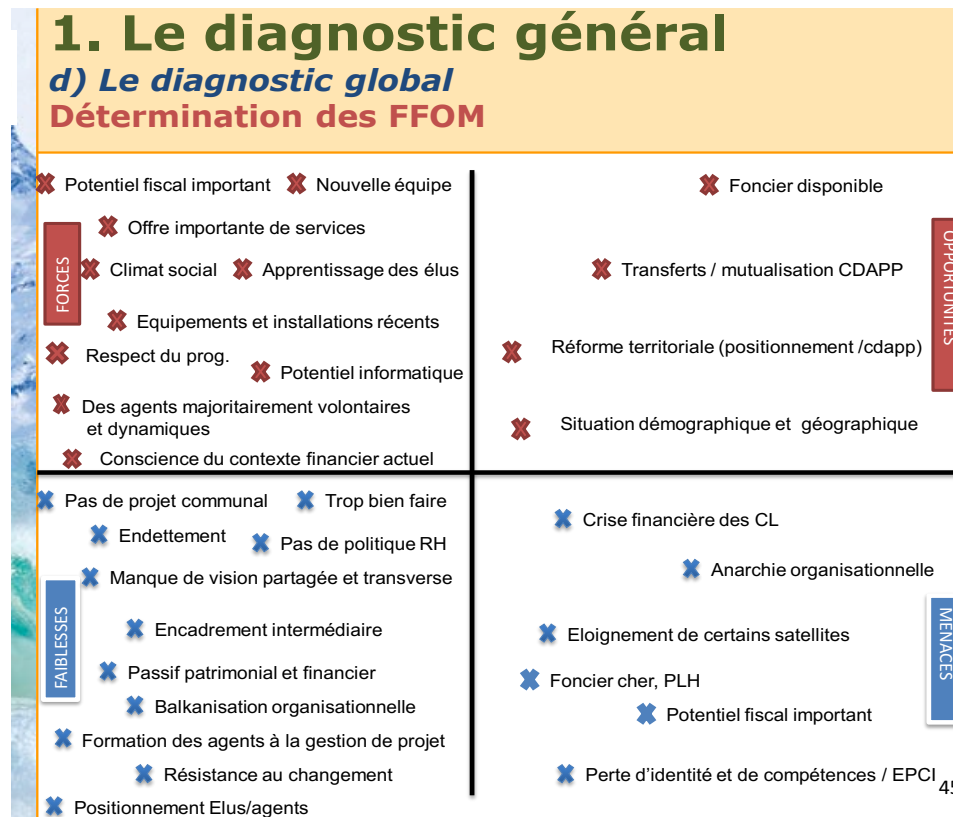 1. Le diagnostic général
d) Le diagnostic global
Détermination des FFOM
Potentiel fiscal important
Nouvelle équipe
Offre importante de services
FORCES
Climat social
Apprentissage des élus
Equipements et installations récents
Respect du prog.
Potentiel informatique
Des agents majoritairement volontaires
et dynamiques
Conscience du contexte financier actuel
Foncier disponible
OPPORTUNITES
Transferts / mutualisation CDAPP
Réforme territoriale (positionnement /cdapp)
Situation démographique et géographique
Pas de projet communal
Trop bien faire
Endettement
Pas de politique RH
Manque de vision partagée et transverse
FAIBLESSES
Encadrement intermédiaire
Passif patrimonial et financier
Balkanisation organisationnelle
Formation des agents à la gestion de projet
Résistance au changement
Positionnement Elus/agents
Crise financière des CL
Anarchie organisationnelle
MENACES
Eloignement de certains satellites
Foncier cher, PLH
Potentiel fiscal important
Perte d’identité et de compétences / EPCI
45